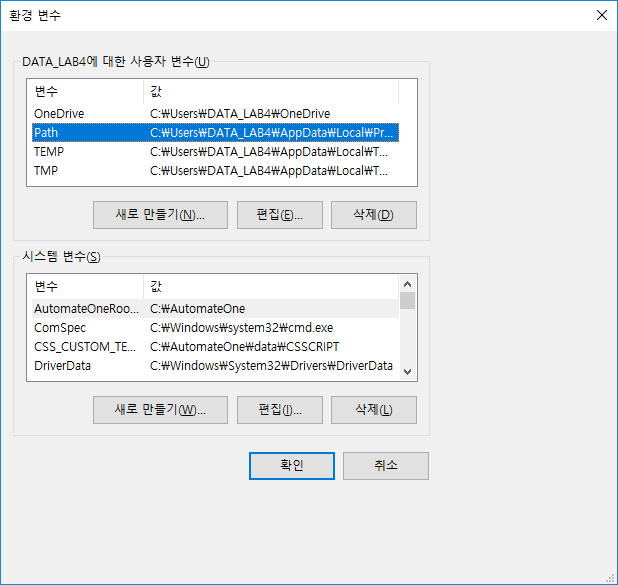 환경 변수
DATA_LAB4에 대한 사용자 변수(U)
변수 값
OneDrive C:₩Users₩DATA_LAB4₩OneDrive
Path C:₩Users₩DATA_LAB4₩AppData₩Local₩Pr...
TEMP C:₩Users₩DATA_LAB4₩AppData₩Local₩T...
TMP C:₩Users₩DATA_LAB4₩AppData₩Local₩T...
새로 만들기(N)... 편집(E)... 삭제(D)
시스템 변수(S)
변수 값
AutomateOneRoo... C:₩AutomateOne
ComSpec C:₩Windows₩system32₩cmd.exe
CSS_CUSTOM_TE... C:₩AutomateOne₩data₩CSSCRIPT
DriverData C:₩Windows₩System32₩Drivers₩DriverData
새로 만들기(W)... 편집(I)... 삭제(L)
확인 취소